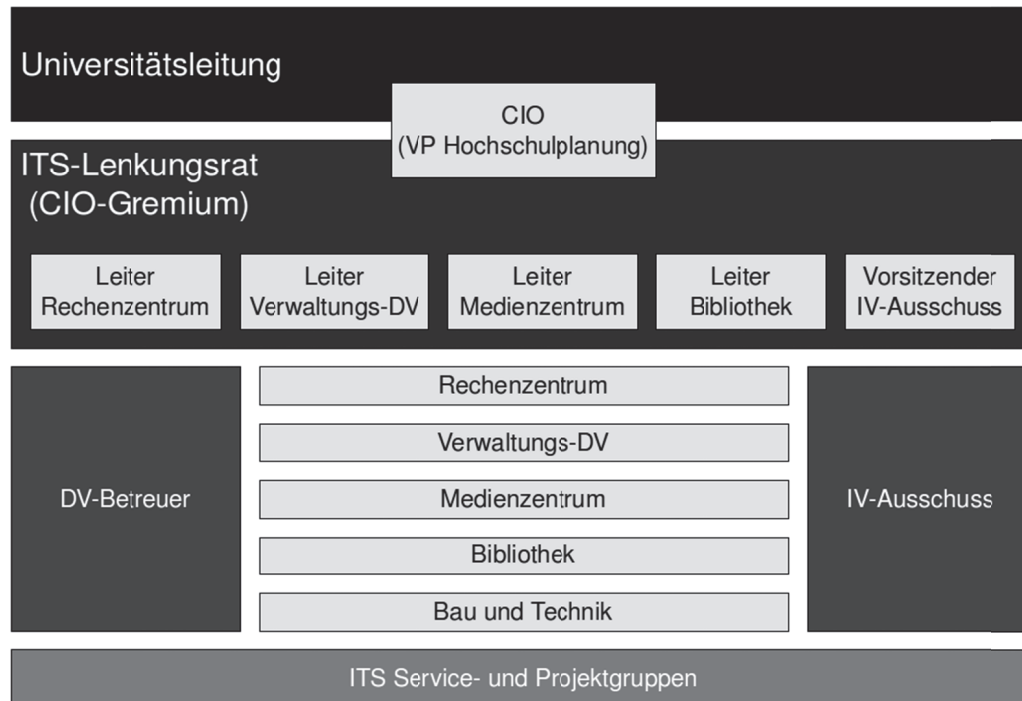 Universitätsleitung
CIO
(VP Hochschulplanung)
ITS-Lenkungsrat
(CIO-Gremium)
Leiter
Rechenzentrum
Leiter
Verwaltungs-DV
Leiter
Medienzentrum
Leiter
Bibliothek
Vorsitzender
IV-Ausschuss
DV-Betreuer
Rechenzentrum
Verwaltungs-DV
Medienzentrum
Bibliothek
Bau und Technik
IV-Ausschuss
ITS Service- und Projektgruppen